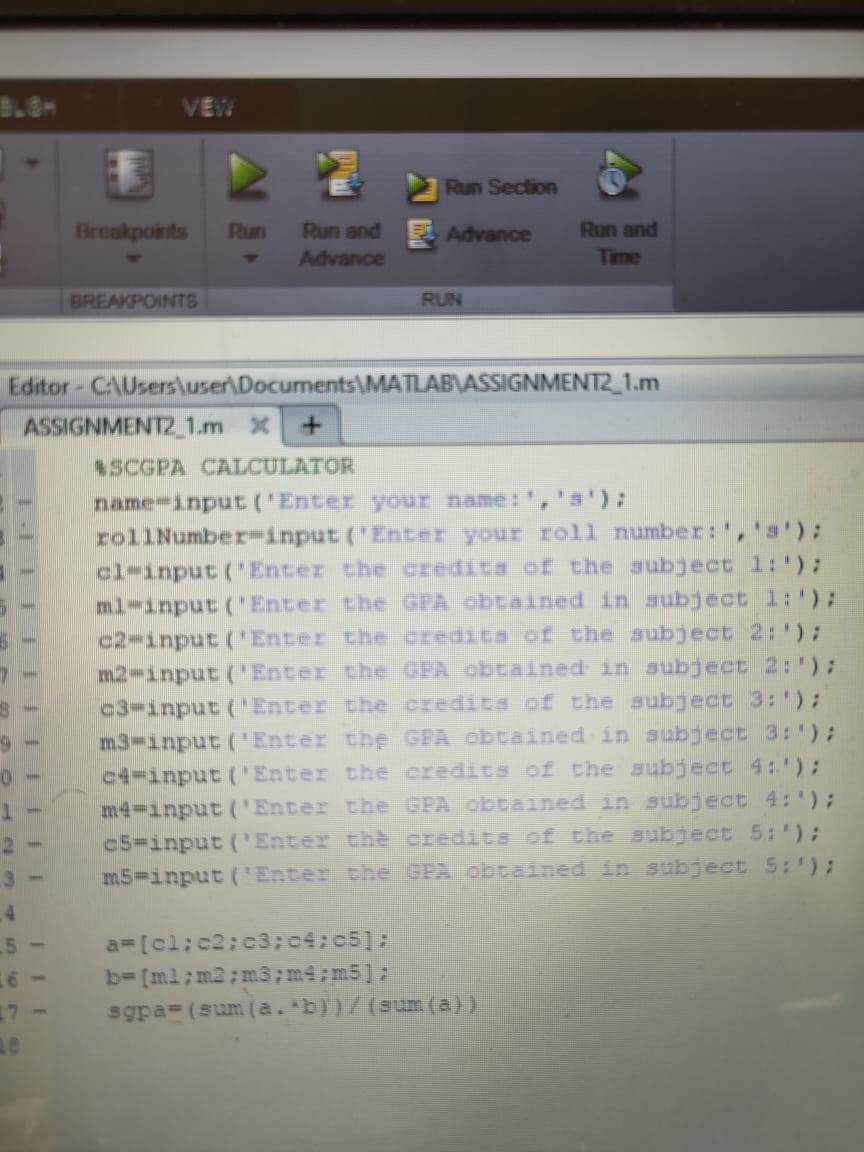 VIEW
Run Section
Breakpoints
Run
Run and
Advance
Advance
Run and
Time
BREAKPOINTS
RUN
Editor - C:\Users\user\Documents\MATLAB\ASSIGNMENT2_1.m
ASSIGNMENT2_1.m
%SCGPA CALCULATOR
2 name=input('Enter your name:','s');
3 rollNumber=input('Enter your roll number:','s');
4 c1=input('Enter the credits of the subject 1:');
5 m1=input('Enter the GPA obtained in subject 1:');
6 c2=input('Enter the credits of the subject 2:');
7 m2=input('Enter the GPA obtained in subject 2:');
8 c3=input('Enter the credits of the subject 3:');
9 m3=input('Enter the GPA obtained in subject 3:');
0 c4=input('Enter the credits of the subject 4:');
1 m4=input('Enter the GPA obtained in subject 4:');
2 c5=input('Enter the credits of the subject 5:');
3 m5=input('Enter the GPA obtained in subject 5:');
4
15 a=[c1;c2;c3;c4;c5];
16 b=[m1;m2;m3;m4;m5];
17 sgpa=(sum(a.*b))/(sum(a))
18